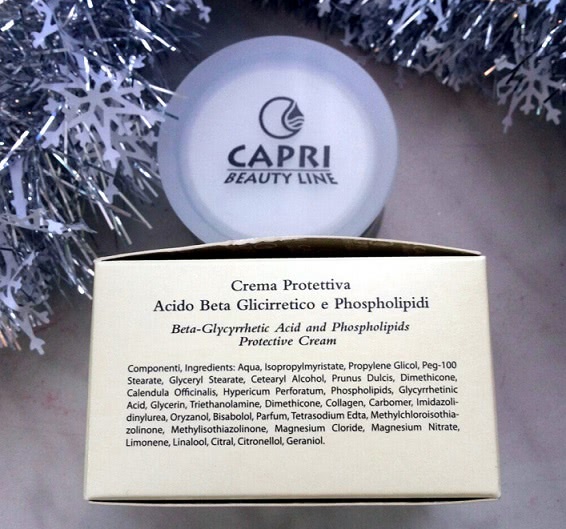 CAPRI
BEAUTY LINE
Crema Protettiva
Acido Beta Glicirretico e Phospholipidi
Beta-Glycyrrhetic Acid and Phospholipids
Protective Cream
Componenti, Ingredients: Aqua, Isopropylmyristate, Propylene Glicol, Peg-100
Stearate, Glyceryl Stearate, Cetearyl Alcohol, Prunus Dulcis, Dimethicone,
Calendula Officinalis, Hypericum Perforatum, Phospholipids, Glycyrrhetinic
Acid, Glycerin, Triethanolamine, Dimethicone, Collagen, Carbomer, Imidazoli-
dinylurea, Oryzanol, Bisabolol, Parfum, Tetrasodium Edta, Methylchloroisothia-
zolinone, Methylisothiazolinone, Magnesium Cloride, Magnesium Nitrate,
Limonene, Linalool, Citral, Citronellol, Geraniol.